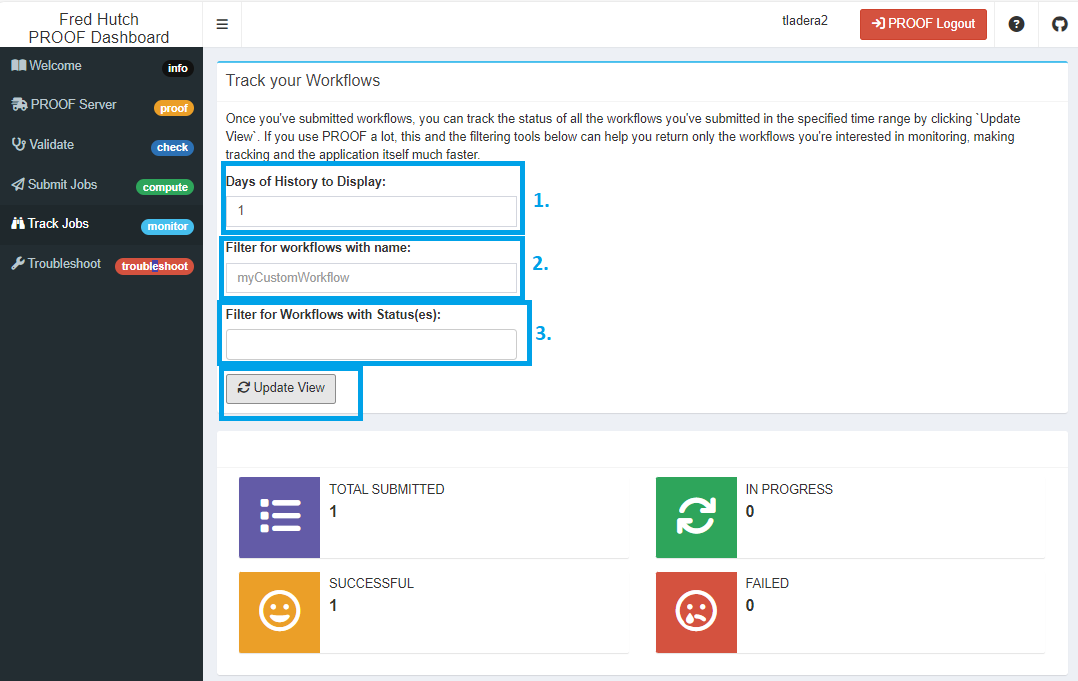 Fred Hutch
PROOF Dashboard
tladera2
PROOF Logout
Welcome
info
PROOF Server
proof
Validate
check
Submit Jobs
compute
Track Jobs
monitor
Troubleshoot
troubleshoot
Track your Workflows
Once you've submitted workflows, you can track the status of all the workflows you've submitted in the specified time range by clicking `Update
View`. If you use PROOF a lot, this and the filtering tools below can help you return only the workflows you're interested in monitoring, making
tracking and the application itself much faster.
Days of History to Display:
1
1.
Filter for workflows with name:
myCustomWorkflow
2.
Filter for Workflows with Status(es):
3.
Update View
TOTAL SUBMITTED
1
IN PROGRESS
0
SUCCESSFUL
1
FAILED
0